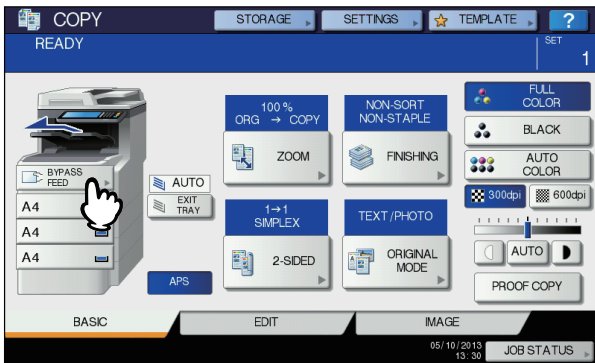 COPY
STORAGE
SETTINGS
TEMPLATE
?
READY
SET
1
BYPASS
FEED
A4
A4
A4
AUTO
EXIT
TRAY
APS
100 %
ORG → COPY
ZOOM
NON-SORT
NON-STAPLE
FINISHING
1→1
SIMPLEX
2-SIDED
TEXT/PHOTO
ORIGINAL
MODE
FULL
COLOR
BLACK
AUTO
COLOR
300dpi
600dpi
AUTO
PROOF COPY
BASIC
EDIT
IMAGE
05/10/2013
13:30
JOB STATUS